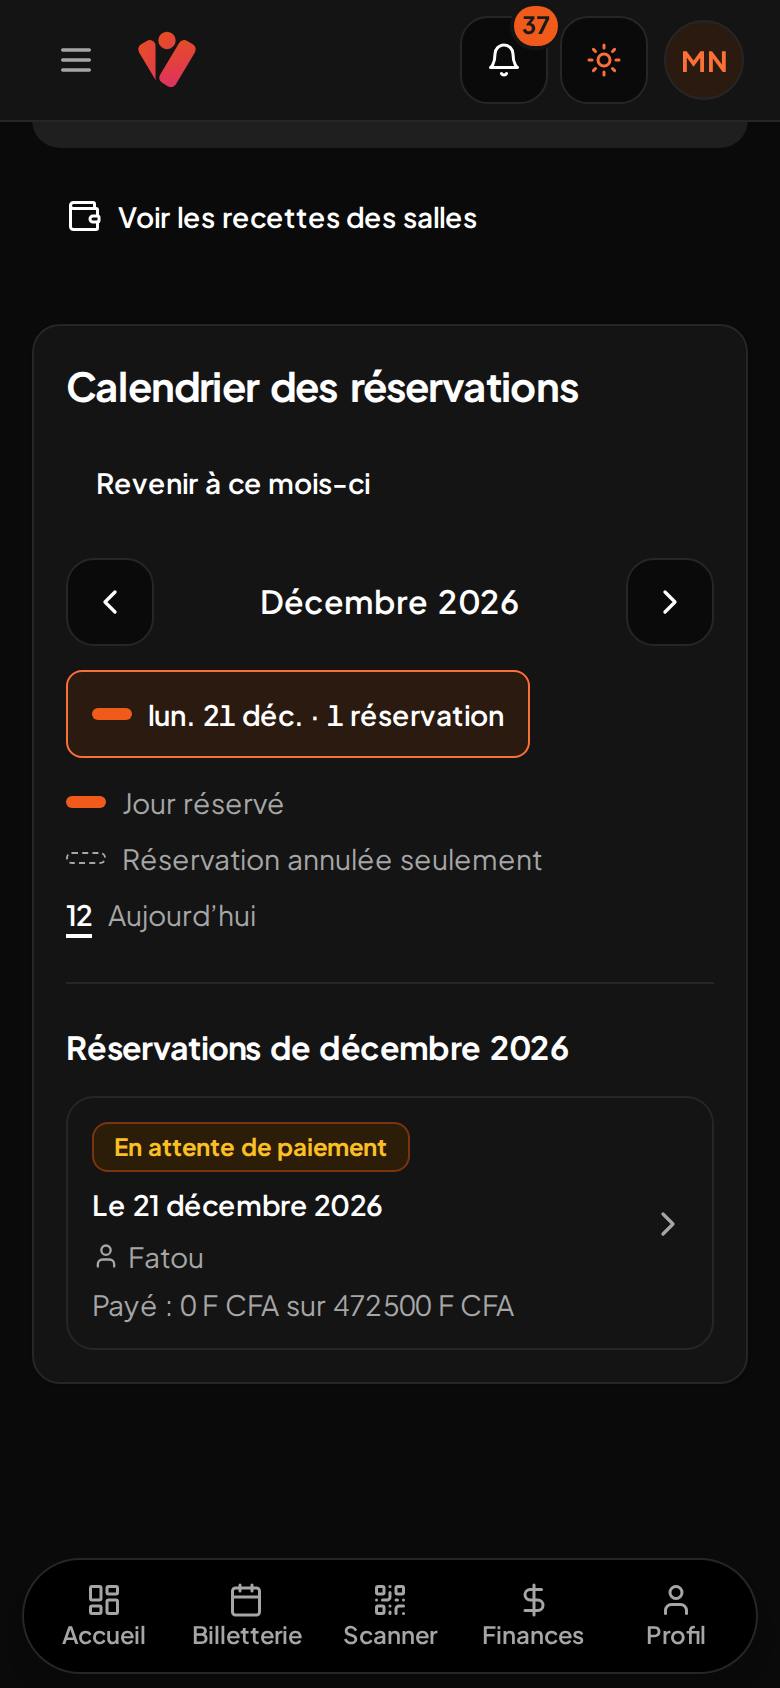 37
MN
Voir les recettes des salles
Calendrier des réservations
Revenir à ce mois-ci
Décembre 2026
lun. 21 déc. · 1 réservation
Jour réservé
Réservation annulée seulement
12 Aujourd’hui
Réservations de décembre 2026
En attente de paiement
Le 21 décembre 2026
Fatou
Payé : 0 F CFA sur 472500 F CFA
Accueil Billetterie Scanner Finances Profil